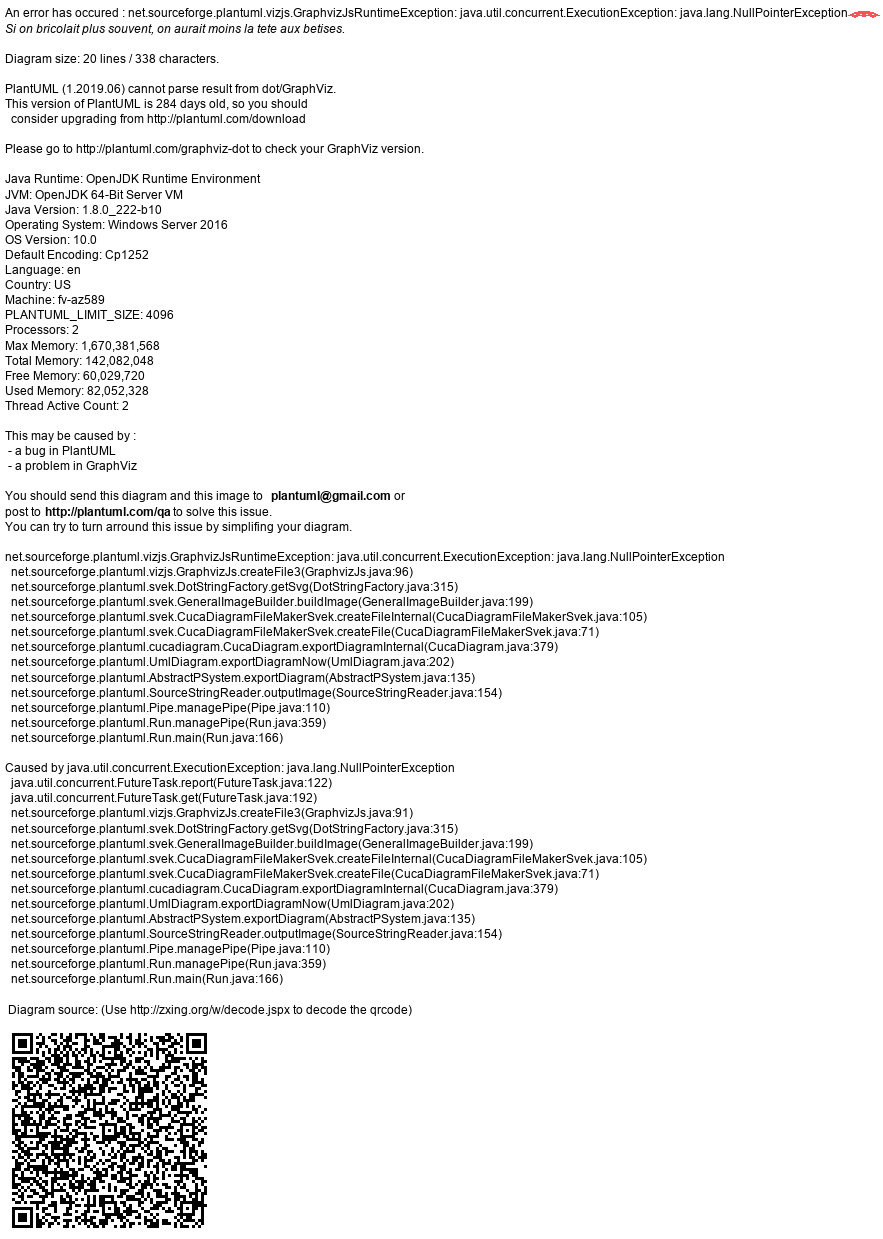 An error has occured : net.sourceforge.plantuml.vizjs.GraphvizJsRuntimeException: java.util.concurrent.ExecutionException: java.lang.NullPointerException
Si on bricolait plus souvent, on aurait moins la tete aux betises.
Diagram size: 20 lines / 338 characters.
PlantUML (1.2019.06) cannot parse result from dot/GraphViz.
This version of PlantUML is 284 days old, so you should
consider upgrading from http://plantuml.com/download
Please go to http://plantuml.com/graphviz-dot to check your GraphViz version.
Java Runtime: OpenJDK Runtime Environment
JVM: OpenJDK 64-Bit Server VM
Java Version: 1.8.0_222-b10
Operating System: Windows Server 2016
OS Version: 10.0
Default Encoding: Cp1252
Language: en
Country: US
Machine: fv-az589
PLANTUML_LIMIT_SIZE: 4096
Processors: 2
Max Memory: 1,670,381,568
Total Memory: 142,082,048
Free Memory: 60,029,720
Used Memory: 82,052,328
Thread Active Count: 2
This may be caused by :
- a bug in PlantUML
- a problem in GraphViz
You should send this diagram and this image to plantuml@gmail.com or
post to http://plantuml.com/qa to solve this issue.
You can try to turn arround this issue by simplifing your diagram.
net.sourceforge.plantuml.vizjs.GraphvizJsRuntimeException: java.util.concurrent.ExecutionException: java.lang.NullPointerException
net.sourceforge.plantuml.vizjs.GraphvizJs.createFile3(GraphvizJs.java:96)
net.sourceforge.plantuml.svek.DotStringFactory.getSvg(DotStringFactory.java:315)
net.sourceforge.plantuml.svek.GeneralImageBuilder.buildImage(GeneralImageBuilder.java:199)
net.sourceforge.plantuml.svek.CucaDiagramFileMakerSvek.createFileInternal(CucaDiagramFileMakerSvek.java:105)
net.sourceforge.plantuml.svek.CucaDiagramFileMakerSvek.createFile(CucaDiagramFileMakerSvek.java:71)
net.sourceforge.plantuml.cucadiagram.CucaDiagram.exportDiagramInternal(CucaDiagram.java:379)
net.sourceforge.plantuml.UmlDiagram.exportDiagramNow(UmlDiagram.java:202)
net.sourceforge.plantuml.AbstractPSystem.exportDiagram(AbstractPSystem.java:135)
net.sourceforge.plantuml.SourceStringReader.outputImage(SourceStringReader.java:154)
net.sourceforge.plantuml.Pipe.managePipe(Pipe.java:110)
net.sourceforge.plantuml.Run.managePipe(Run.java:359)
net.sourceforge.plantuml.Run.main(Run.java:166)
Caused by java.util.concurrent.ExecutionException: java.lang.NullPointerException
java.util.concurrent.FutureTask.report(FutureTask.java:122)
java.util.concurrent.FutureTask.get(FutureTask.java:192)
net.sourceforge.plantuml.vizjs.GraphvizJs.createFile3(GraphvizJs.java:91)
net.sourceforge.plantuml.svek.DotStringFactory.getSvg(DotStringFactory.java:315)
net.sourceforge.plantuml.svek.GeneralImageBuilder.buildImage(GeneralImageBuilder.java:199)
net.sourceforge.plantuml.svek.CucaDiagramFileMakerSvek.createFileInternal(CucaDiagramFileMakerSvek.java:105)
net.sourceforge.plantuml.svek.CucaDiagramFileMakerSvek.createFile(CucaDiagramFileMakerSvek.java:71)
net.sourceforge.plantuml.cucadiagram.CucaDiagram.exportDiagramInternal(CucaDiagram.java:379)
net.sourceforge.plantuml.UmlDiagram.exportDiagramNow(UmlDiagram.java:202)
net.sourceforge.plantuml.AbstractPSystem.exportDiagram(AbstractPSystem.java:135)
net.sourceforge.plantuml.SourceStringReader.outputImage(SourceStringReader.java:154)
net.sourceforge.plantuml.Pipe.managePipe(Pipe.java:110)
net.sourceforge.plantuml.Run.managePipe(Run.java:359)
net.sourceforge.plantuml.Run.main(Run.java:166)
Diagram source: (Use http://zxing.org/w/decode.jspx to decode the qrcode)